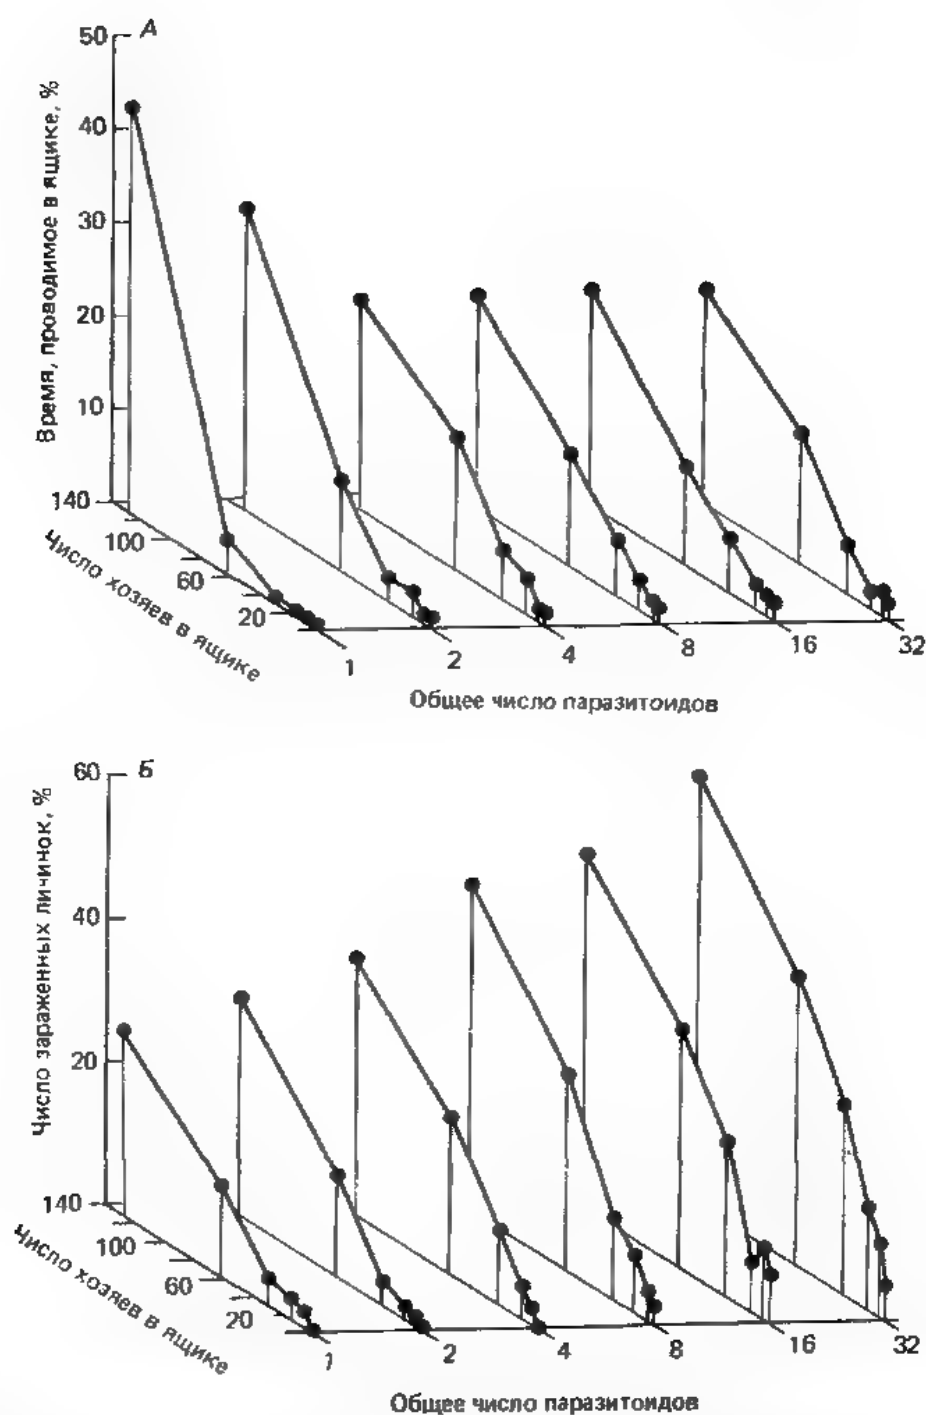 50 А
40
30
20
10
140
100
60
20
Время, проводимое в ящике, %
Число хозяев в ящике
1 2 4 8 16 32
Общее число паразитоидов
60 Б
40
20
140
100
60
20
Число зараженных личинок, %
Число хозяев в ящике
1 2 4 8 16 32
Общее число паразитоидов